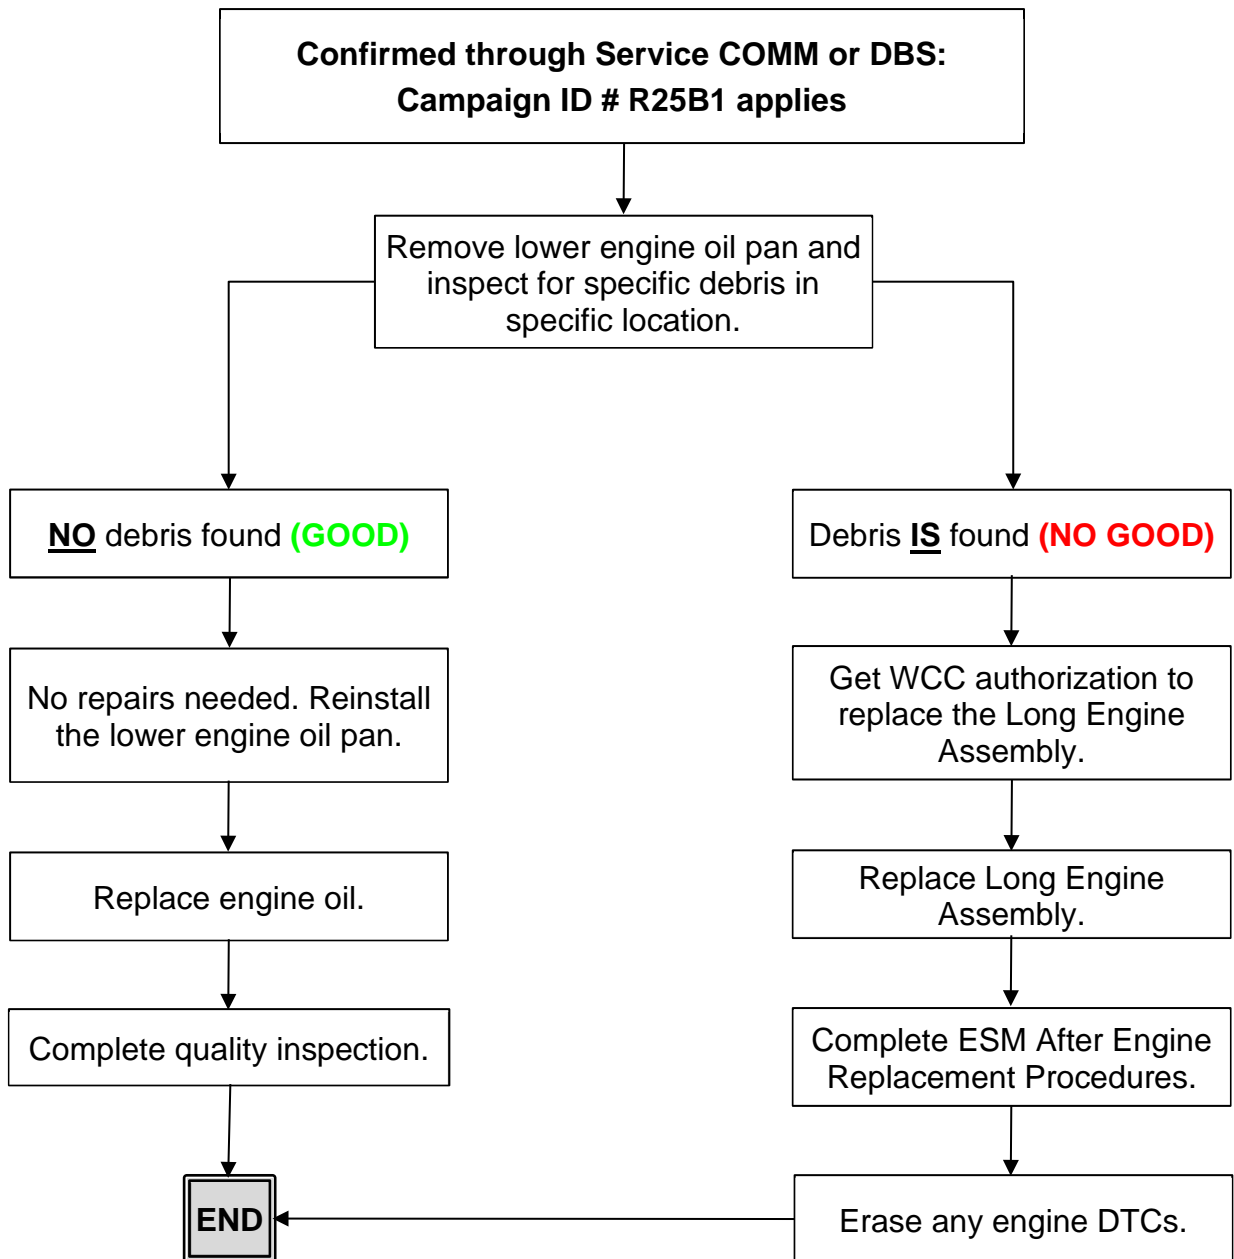 Confirmed through Service COMM or DBS:
Campaign ID # R25B1 applies
Remove lower engine oil pan and
inspect for specific debris in
specific location.
NO debris found (GOOD)
No repairs needed. Reinstall
the lower engine oil pan.
Replace engine oil.
Complete quality inspection.
Debris IS found (NO GOOD)
Get WCC authorization to
replace the Long Engine
Assembly.
Replace Long Engine
Assembly.
Complete ESM After Engine
Replacement Procedures.
Erase any engine DTCs.
END